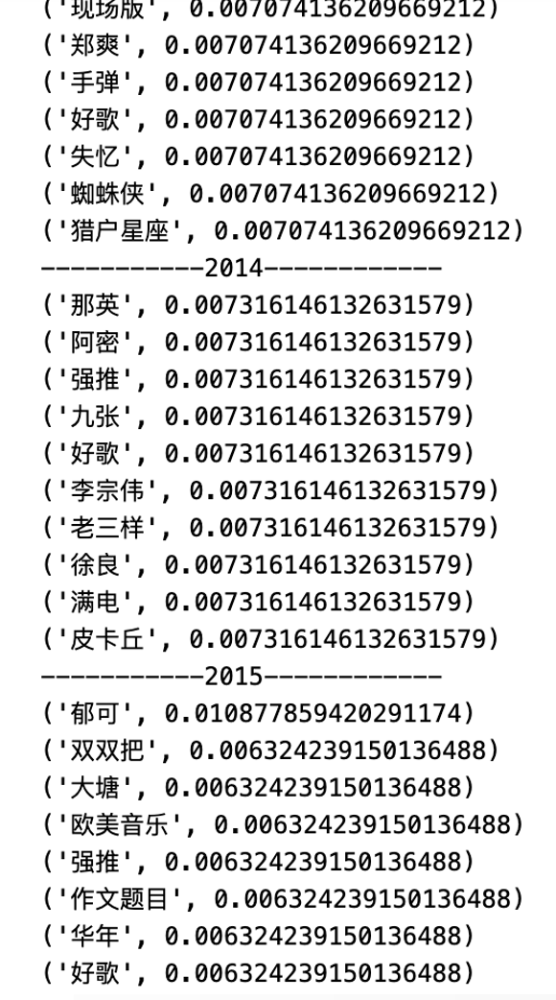 ('现场版', 0.007074136209669212)
('郑爽', 0.007074136209669212)
('手弹', 0.007074136209669212)
('好歌', 0.007074136209669212)
('失忆', 0.007074136209669212)
('蜘蛛侠', 0.007074136209669212)
('猎户星座', 0.007074136209669212)
-----------2014------------
('那英', 0.007316146132631579)
('阿密', 0.007316146132631579)
('强推', 0.007316146132631579)
('九张', 0.007316146132631579)
('好歌', 0.007316146132631579)
('李宗伟', 0.007316146132631579)
('老三样', 0.007316146132631579)
('徐良', 0.007316146132631579)
('满电', 0.007316146132631579)
('皮卡丘', 0.007316146132631579)
-----------2015------------
('郁可', 0.010877859420291174)
('双双把', 0.006324239150136488)
('大塘', 0.006324239150136488)
('欧美音乐', 0.006324239150136488)
('强推', 0.006324239150136488)
('作文题目', 0.006324239150136488)
('华年', 0.006324239150136488)
('好歌', 0.006324239150136488)